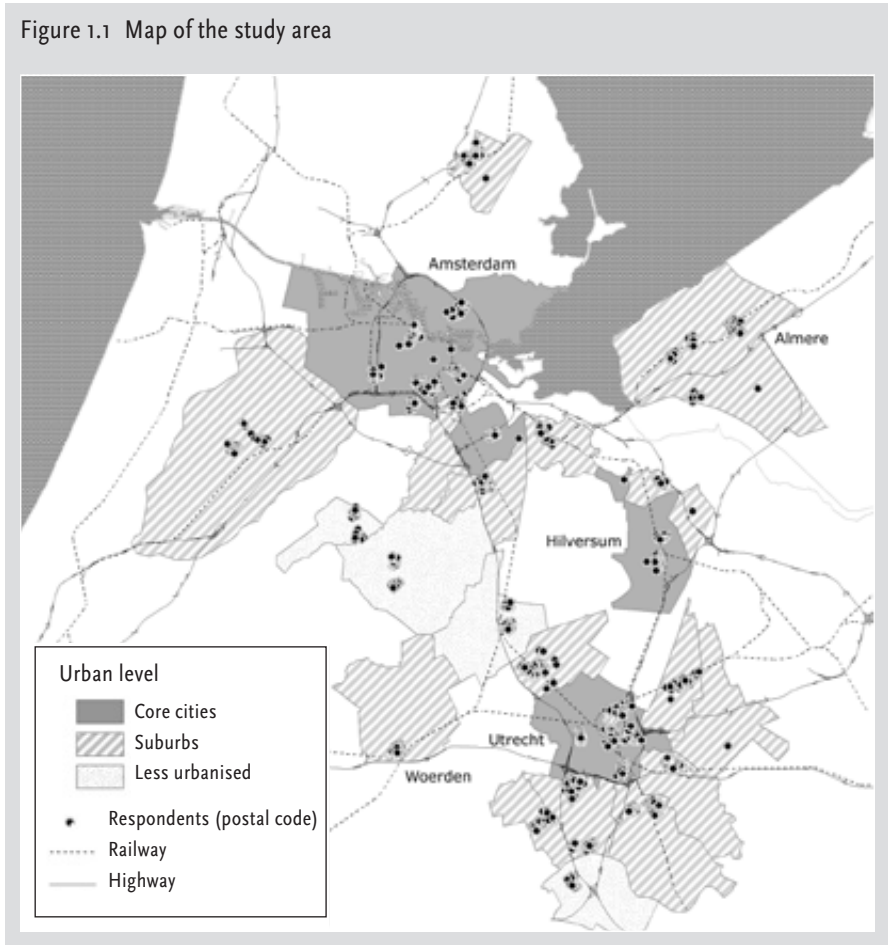 Figure 1.1 Map of the study area
Amsterdam
Almere
Hilversum
Utrecht
Woerden
Urban level
Core cities
Suburbs
Less urbanised
Respondents (postal code)
Railway
Highway